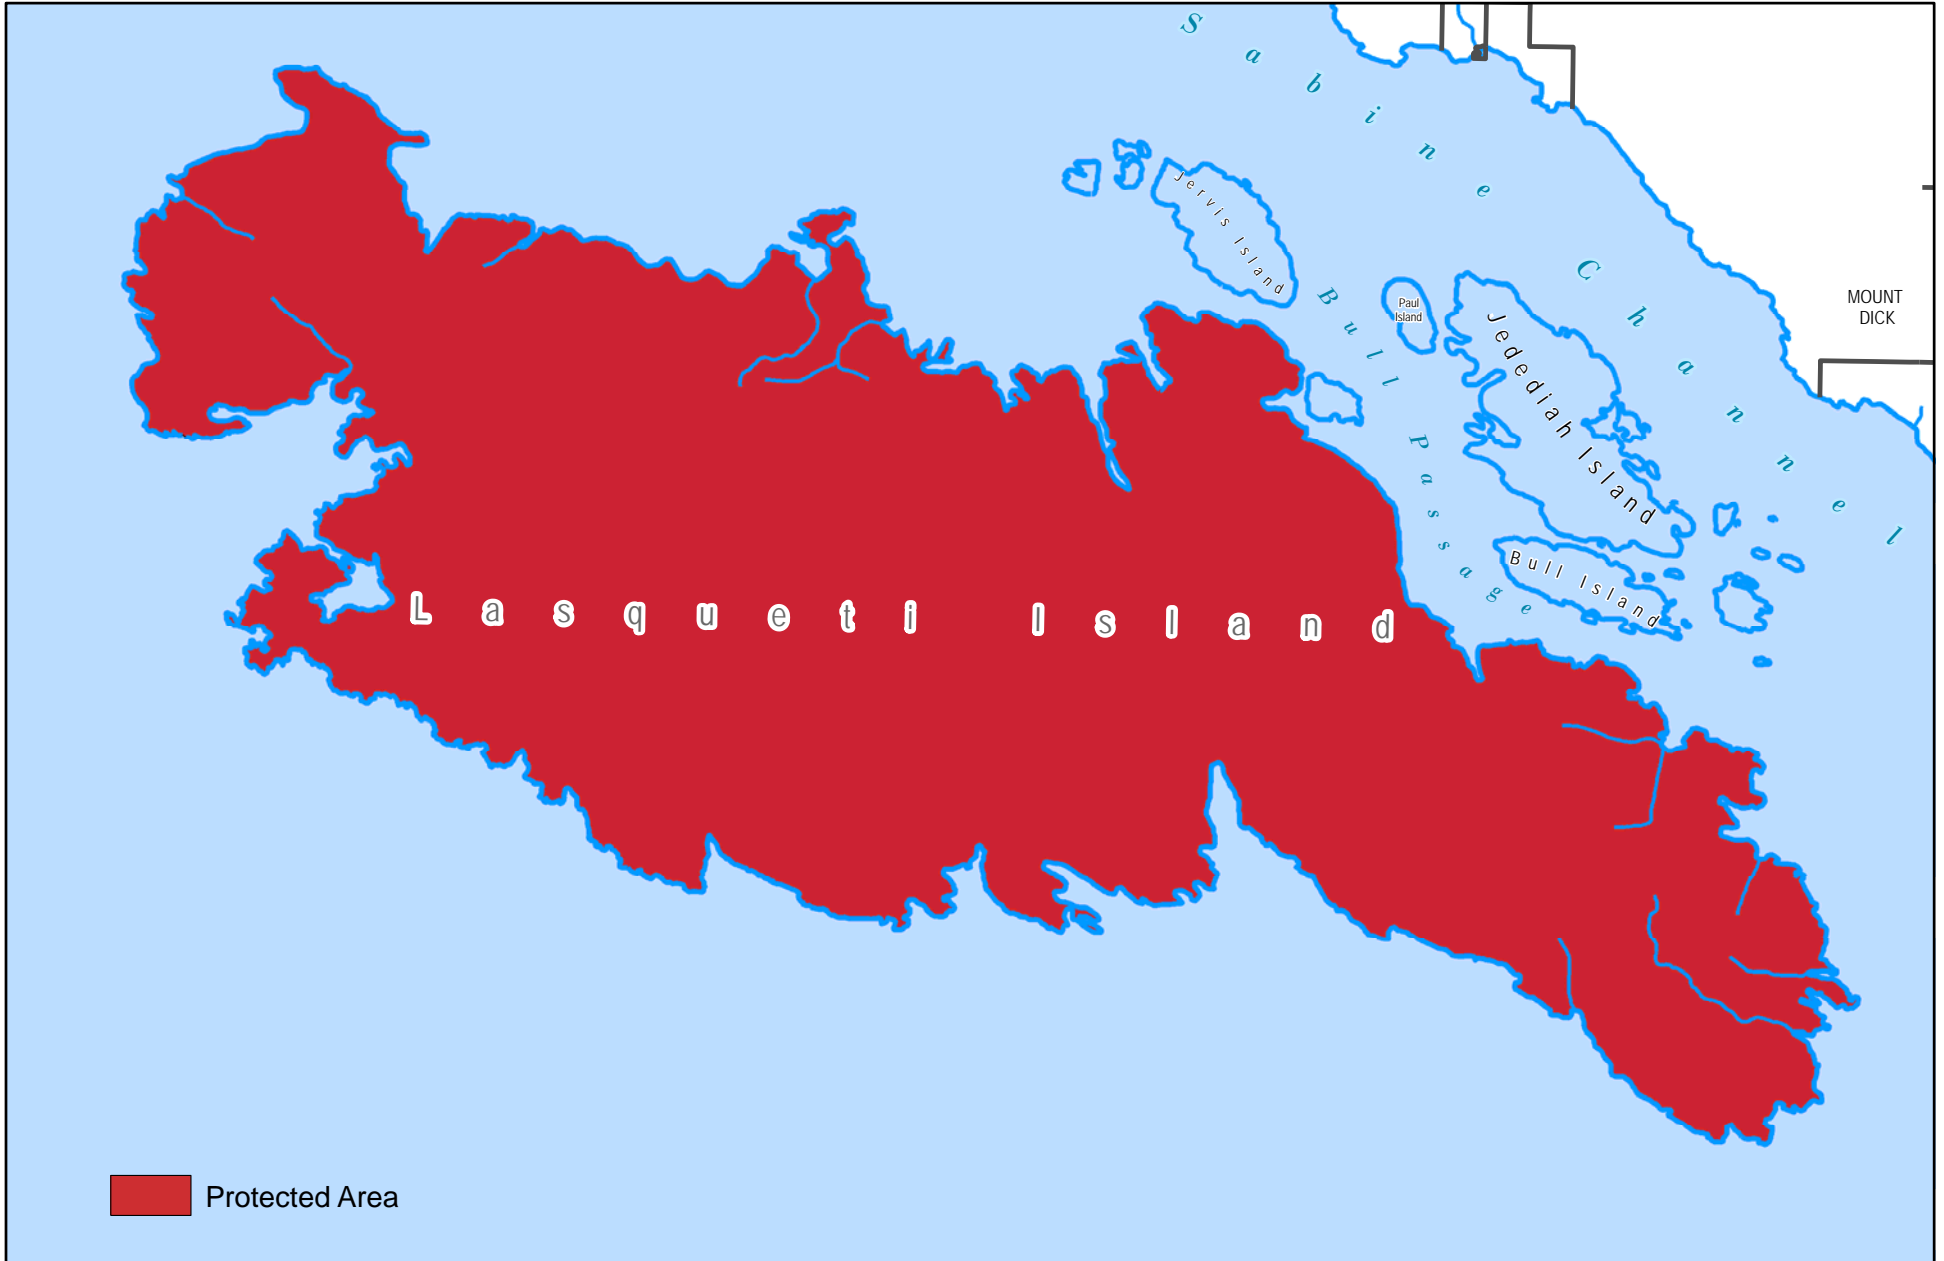 Sabine Channel
Jervis Island
Bull Passage
Paul
Island
Jedediah Island
MOUNT
DICK
Bull Island
Lasqueti Island
Protected Area